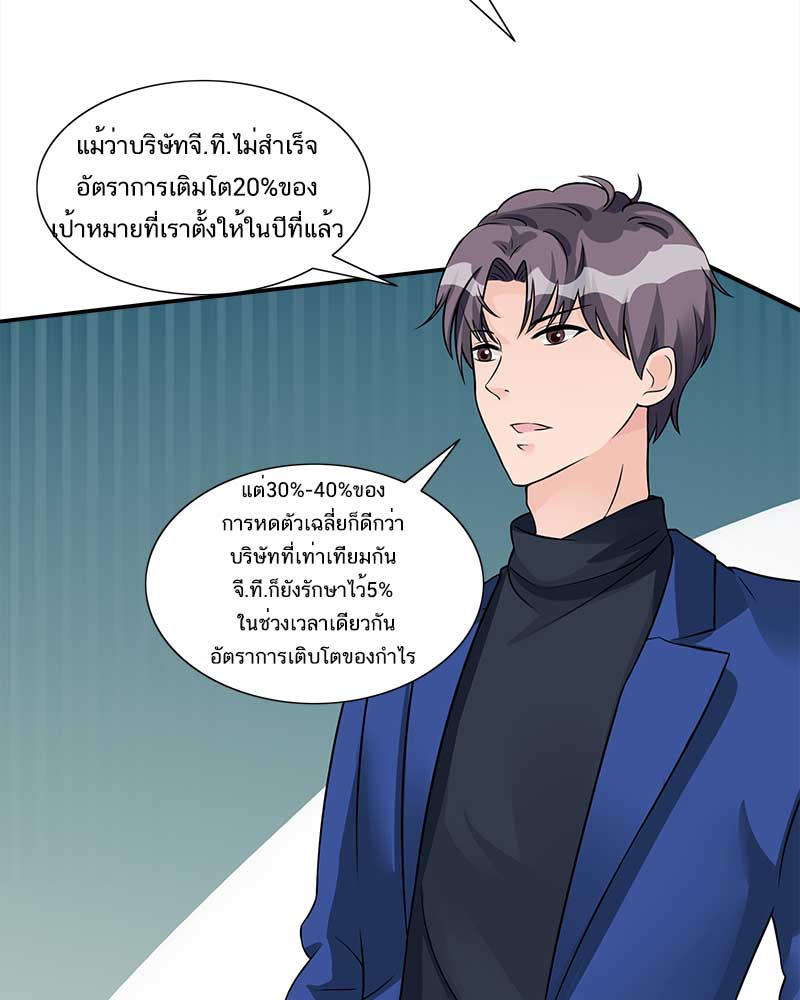 แม้ว่าบริษัทจี.ที.ไม่สำเร็จ
อัตราการเติมโต20%ของ
เป้าหมายที่เราตั้งให้ในปีที่แล้ว
แต่30%-40%ของ
การหดตัวเฉลี่ยก็ดีกว่า
บริษัทที่เท่าเทียมกัน
จี.ที.ก็ยังรักษาไว้5%
ในช่วงเวลาเดียวกัน
อัตราการเติบโตของกำไร